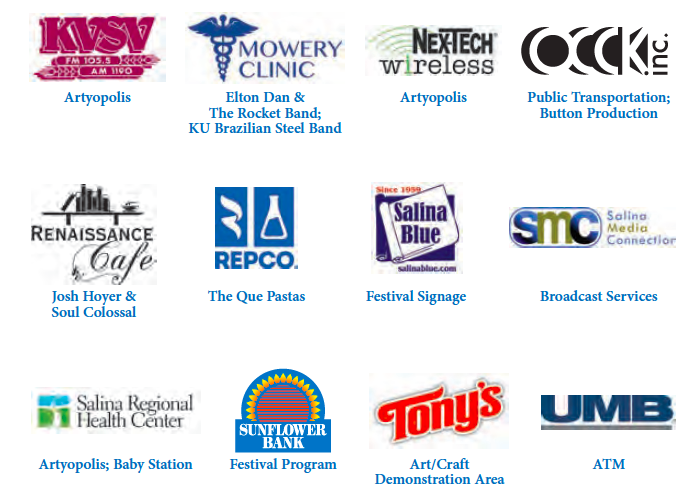 KVSV
FM 105.5
AM 1190
Artyopolis
MOWERY
CLINIC
Elton Dan &
The Rocket Band;
KU Brazilian Steel Band
NEX-TECH®
wireless
Artyopolis
OCCK, inc.
Public Transportation;
Button Production
RENAISSANCE
Café
Josh Hoyer &
Soul Colossal
REPCO
The Que Pastas
Since 1959
Salina
Blue
salinablue.com
Festival Signage
smc
Salina
Media
Connection
Broadcast Services
Salina Regional
Health Center
Artyopolis; Baby Station
SUNFLOWER
BANK
Festival Program
Tony's
Art/Craft
Demonstration Area
UMB
ATM